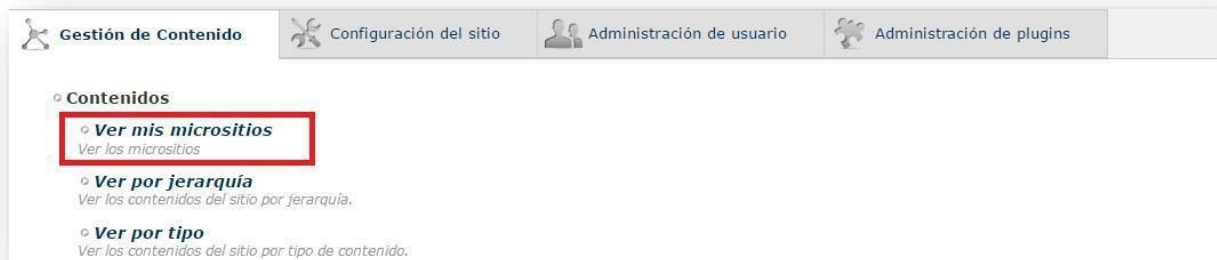 Gestión de Contenido Configuración del sitio Administración de usuario Administración de plugins
Contenidos
Ver mis micrositios
Ver los micrositios
Ver por jerarquía
Ver los contenidos del sitio por jerarquía.
Ver por tipo
Ver los contenidos del sitio por tipo de contenido.